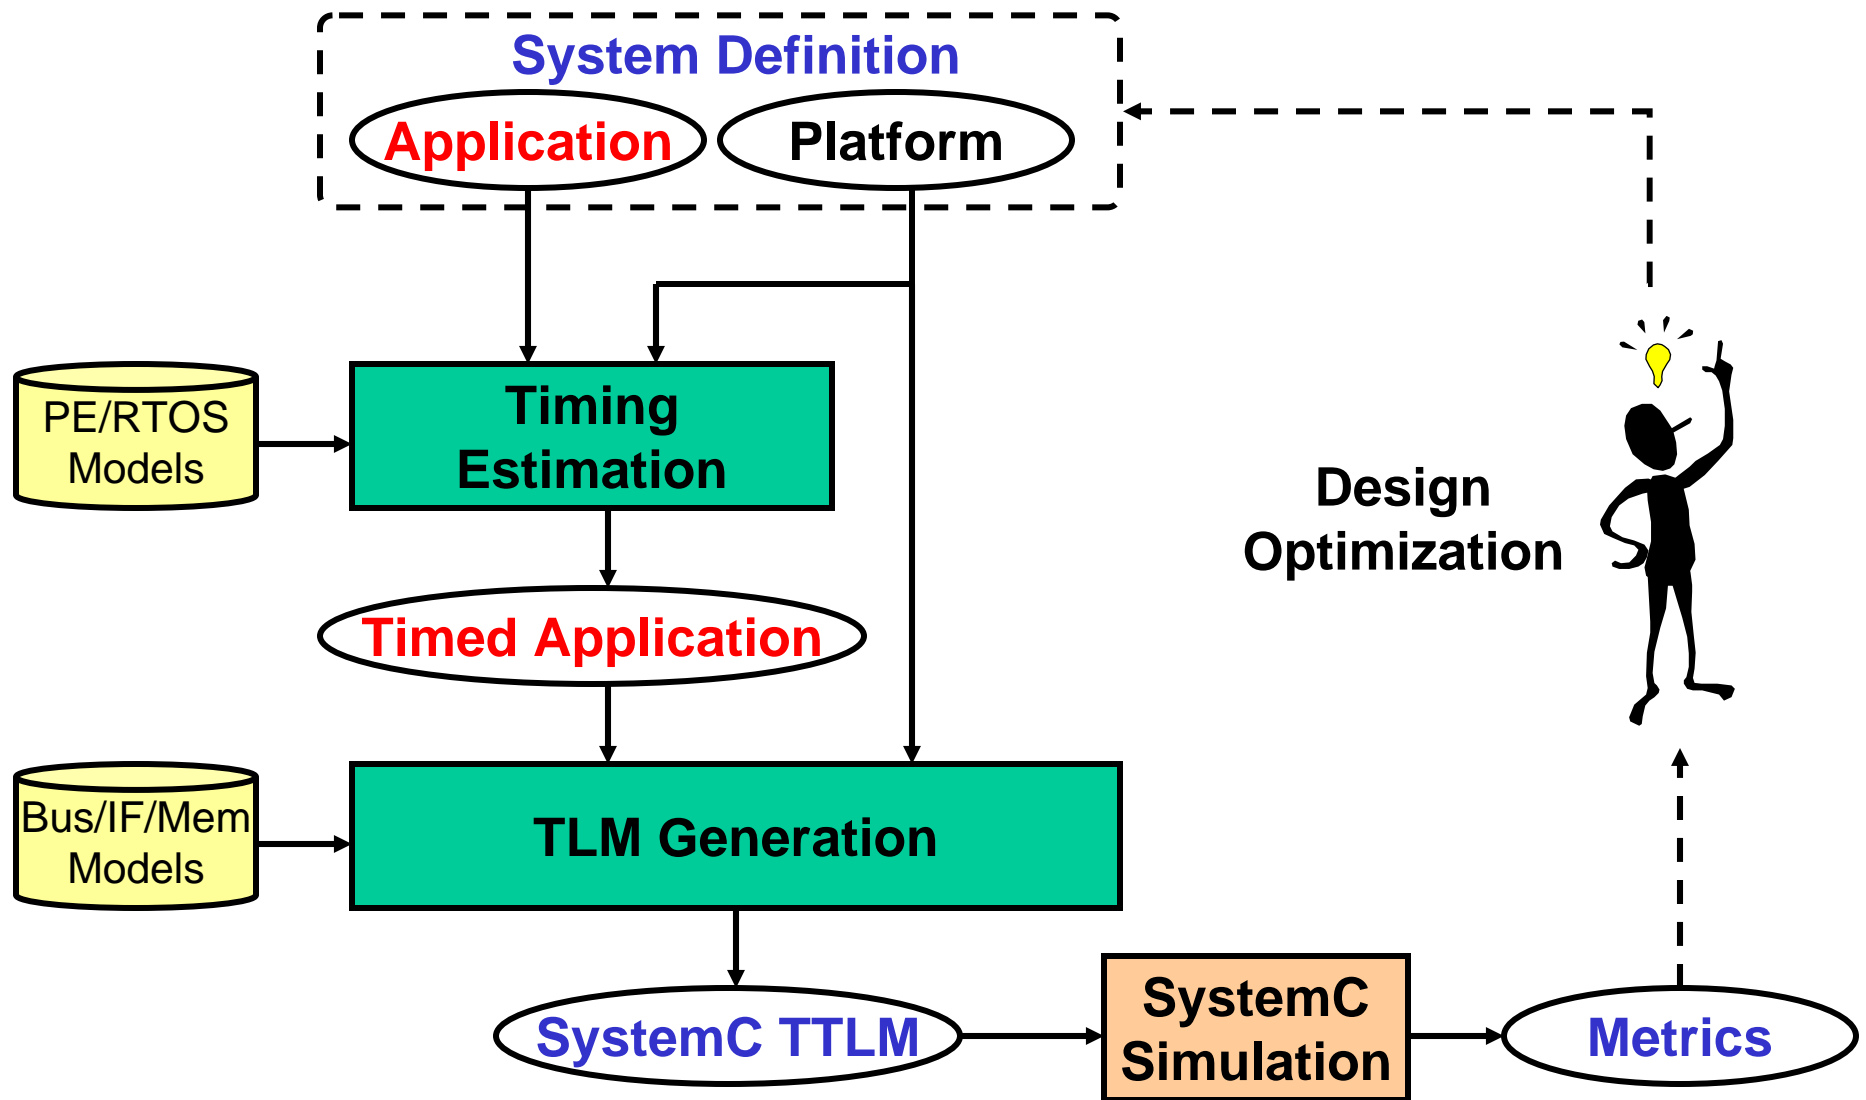 System Definition
Application
Platform
PE/RTOS
Models
Timing
Estimation
Design
Optimization
Timed Application
Bus/IF/Mem
Models
TLM Generation
SystemC TTLM
SystemC
Simulation
Metrics